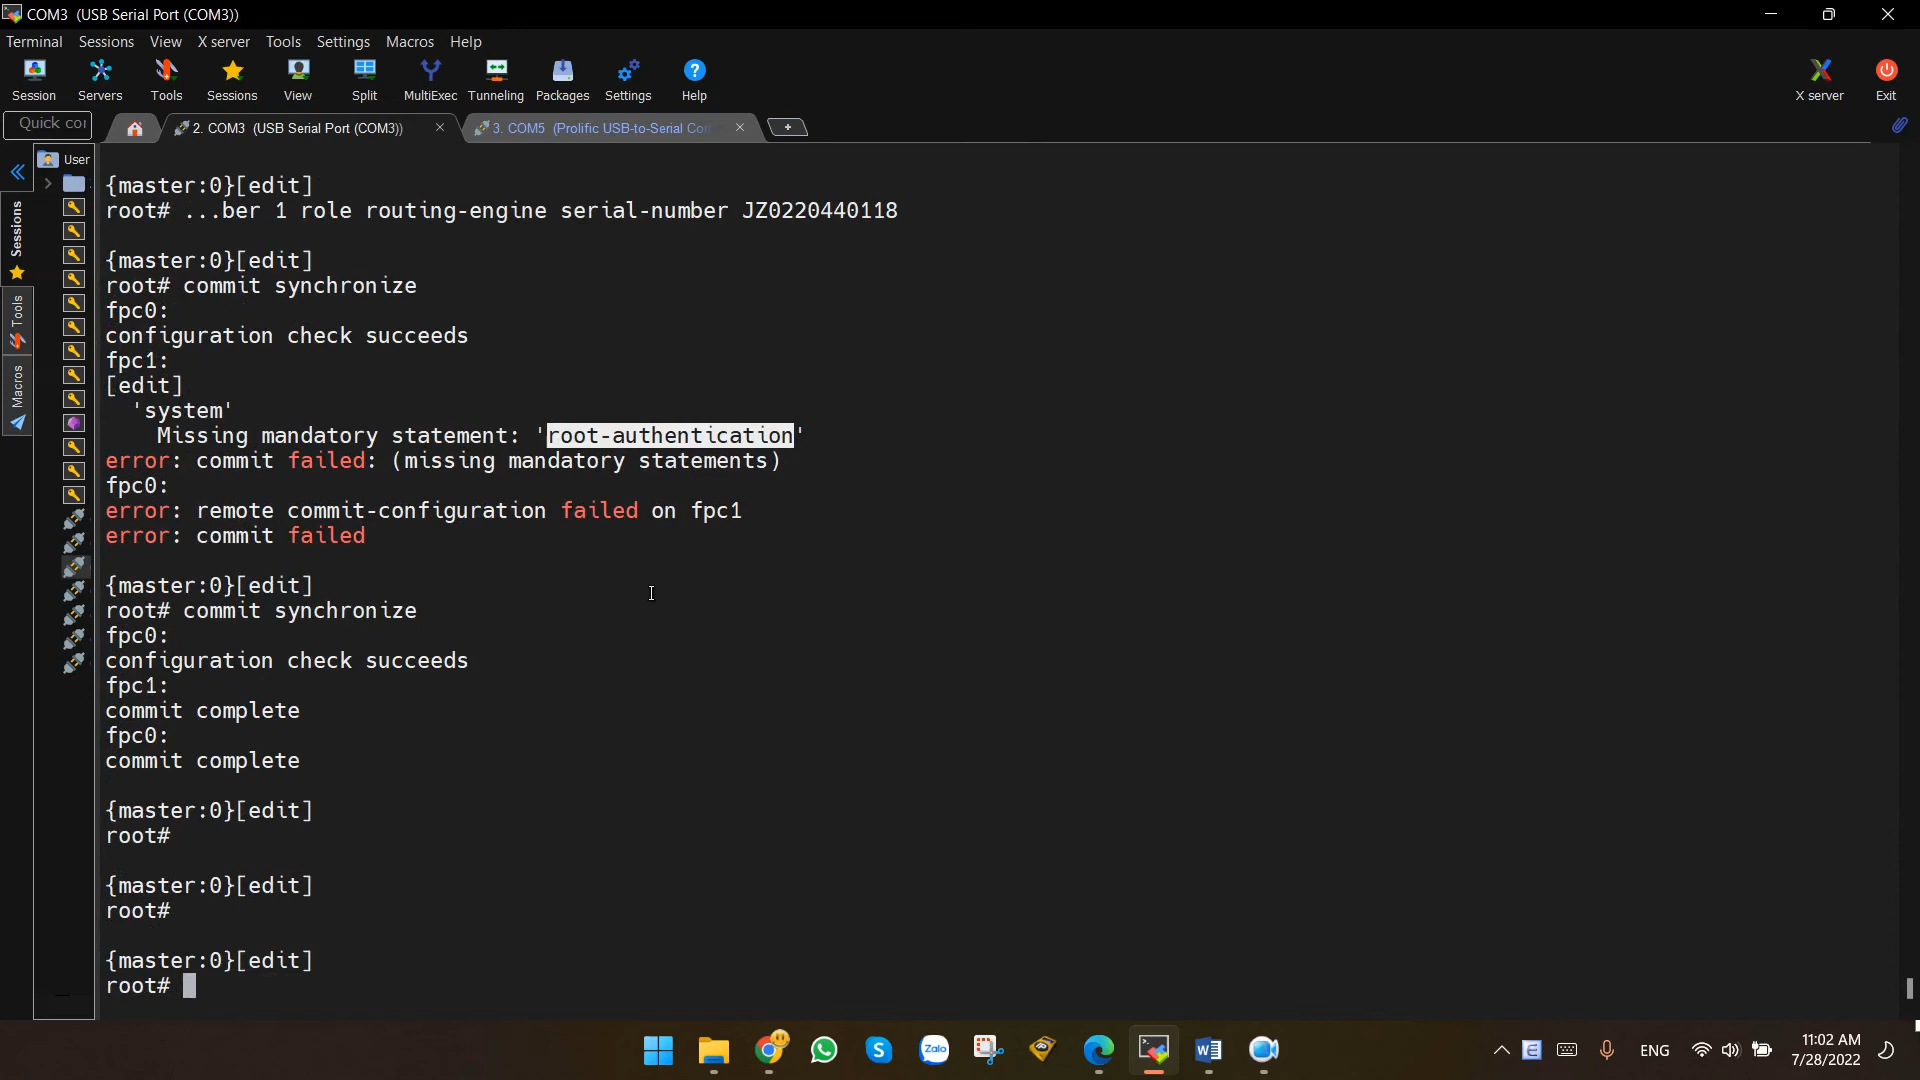 COM3 (USB Serial Port (COM3))
Terminal Sessions View X server Tools Settings Macros Help
Session Servers Tools Sessions View Split MultiExec Tunneling Packages Settings Help X server Exit
Quick cor
2. COM3 (USB Serial Port (COM3))
3. COM5 (Prolific USB-to-Serial Co
User
Sessions
Tools
Macros
{master:0}[edit]
root# ...ber 1 role routing-engine serial-number JZ0220440118
{master:0}[edit]
root# commit synchronize
fpc0:
configuration check succeeds
fpc1:
[edit]
'system'
Missing mandatory statement: 'root-authentication'
error: commit failed: (missing mandatory statements)
fpc0:
error: remote commit-configuration failed on fpc1
error: commit failed
{master:0}[edit]
root# commit synchronize
fpc0:
configuration check succeeds
fpc1:
commit complete
fpc0:
commit complete
{master:0}[edit]
root#
{master:0}[edit]
root#
{master:0}[edit]
root#
Zalo
ENG
11:02 AM
7/28/2022